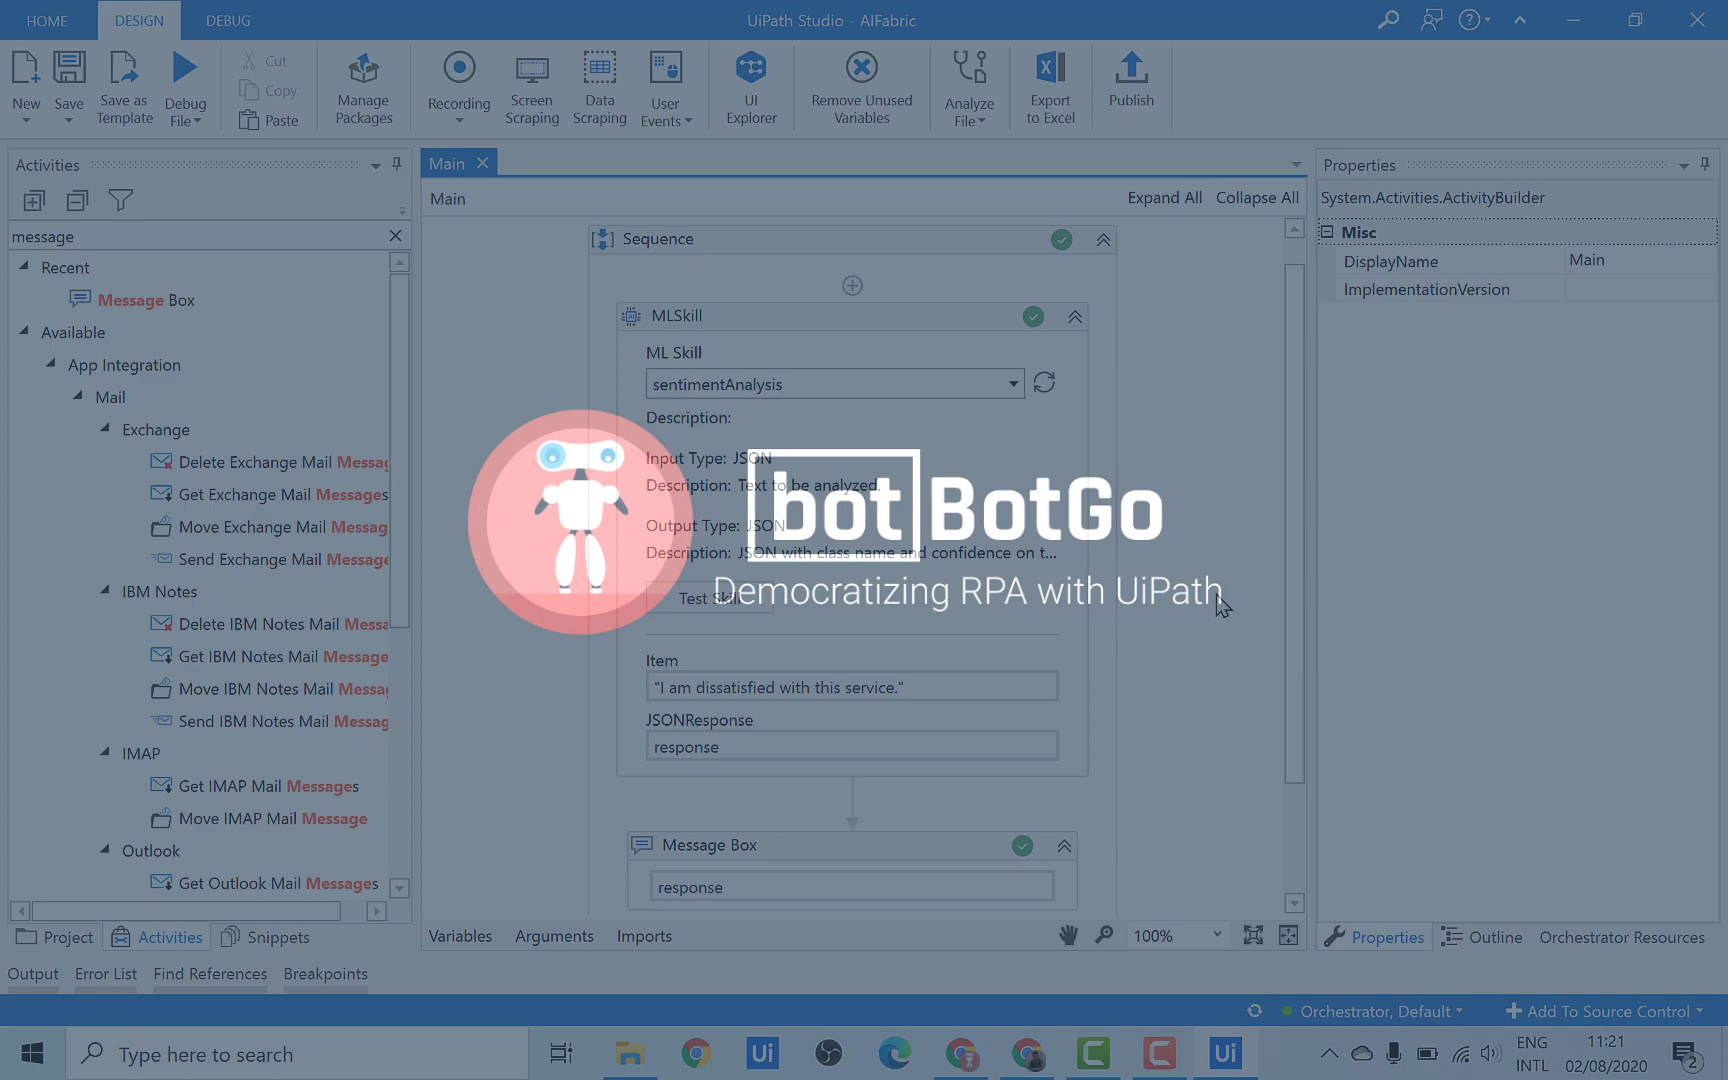 HOME
DESIGN
DEBUG
UiPath Studio - AIFabric
New
Save
Save as
Template
Debug
File
Cut
Copy
Paste
Manage
Packages
Recording
Screen
Scraping
Data
Scraping
User
Events
UI
Explorer
Remove Unused
Variables
Analyze
File
Export
to Excel
Publish
Activities
message
Recent
Message Box
Available
App Integration
Mail
Exchange
Delete Exchange Mail Messag
Get Exchange Mail Messages
Move Exchange Mail Messag
Send Exchange Mail Message
IBM Notes
Delete IBM Notes Mail Messa
Get IBM Notes Mail Message
Move IBM Notes Mail Messag
Send IBM Notes Mail Messag
IMAP
Get IMAP Mail Messages
Move IMAP Mail Message
Outlook
Get Outlook Mail Messages
Project
Activities
Snippets
Main
Main
Expand All
Collapse All
Sequence
MLSkill
ML Skill
sentimentAnalysis
Description:
Input Type: JSON
Description: Text to be analyzed.
Output Type: JSON
Description: JSON with class name and confidence on t...
Test Skill
bot BotGo
Democratizing RPA with UiPath
Item
"I am dissatisfied with this service."
JSONResponse
response
Message Box
response
Variables
Arguments
Imports
100%
Properties
System.Activities.ActivityBuilder
Misc
DisplayName
Main
ImplementationVersion
Properties
Outline
Orchestrator Resources
Output
Error List
Find References
Breakpoints
Orchestrator, Default
Add To Source Control
Type here to search
Ui
Ui
ENG
INTL
11:21
02/08/2020
2